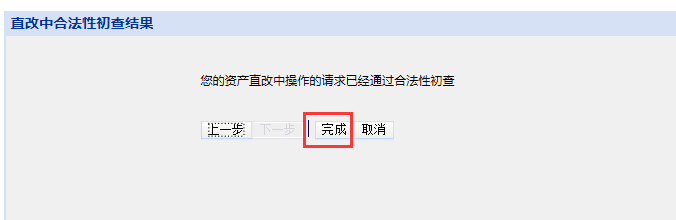 直改中合法性初查结果
您的资产直改中操作的请求已经通过合法性初查
上一步 下一步 完成 取消